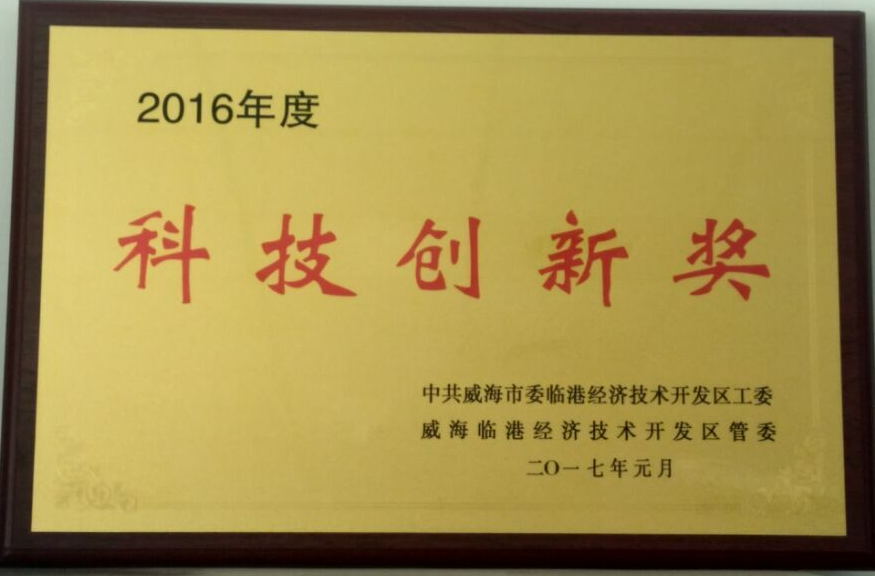 2016年度
科技创新奖
中共威海市委临港经济技术开发区工委
威海临港经济技术开发区管委
二〇一七年元月